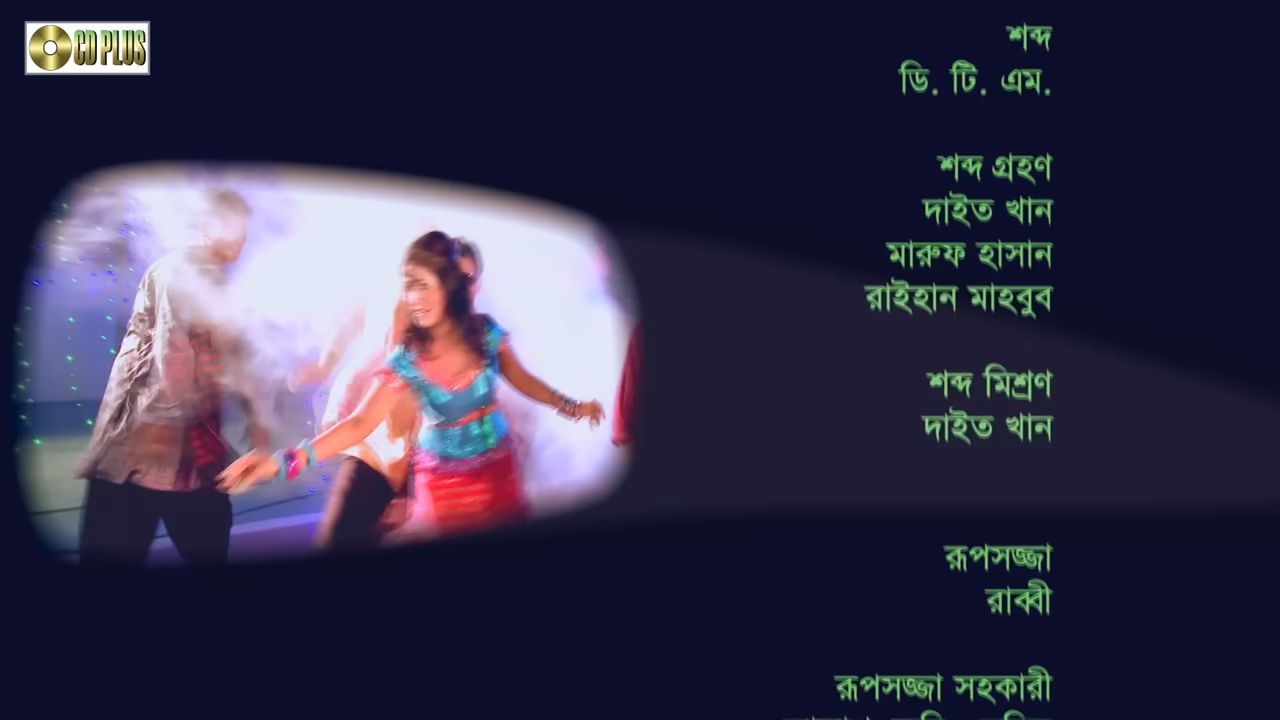 CD PLUS
শব্দ
ডি. টি. এম.
শব্দ গ্রহণ
দাইত খান
মারুফ হাসান
রাইহান মাহবুব
শব্দ মিশ্রণ
দাইত খান
রূপসজ্জা
রাব্বী
রূপসজ্জা সহকারী